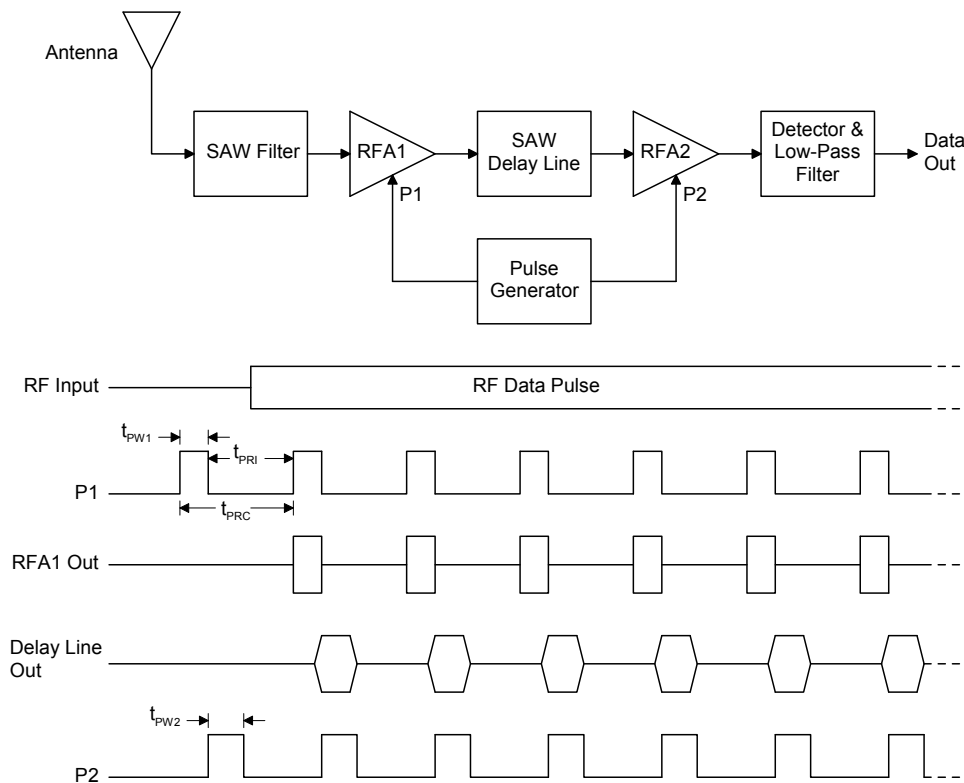 Antenna
SAW Filter
RFA1
SAW
Delay Line
RFA2
Detector &
Low-Pass
Filter
Data
Out
P1
P2
Pulse
Generator
RF Input
RF Data Pulse
tPW1
tPRI
P1
tPRC
RFA1 Out
Delay Line
Out
tPW2
P2